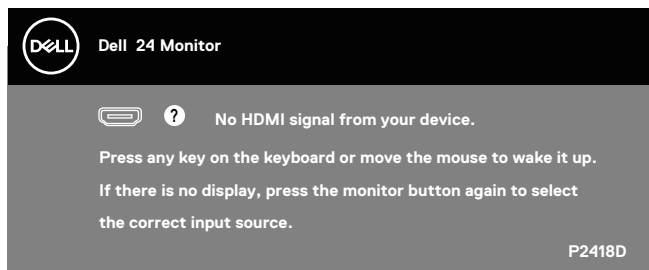 DELL
Dell 24 Monitor
? No HDMI signal from your device.
Press any key on the keyboard or move the mouse to wake it up.
If there is no display, press the monitor button again to select
the correct input source.
P2418D